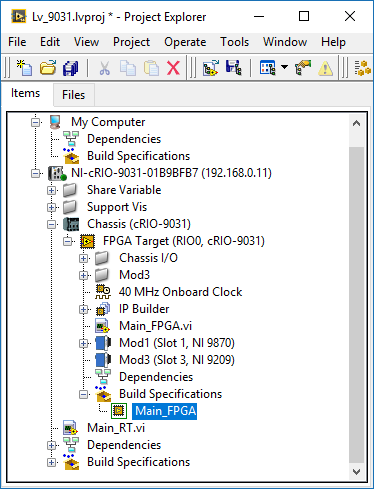 Lv_9031.lvproj * - Project Explorer
File Edit View Project Operate Tools Window Help
Items Files
My Computer
Dependencies
Build Specifications
NI-cRIO-9031-01B9BFB7 (192.168.0.11)
Share Variable
Support Vis
Chassis (cRIO-9031)
FPGA Target (RIO0, cRIO-9031)
Chassis I/O
Mod3
40 MHz Onboard Clock
IP Builder
Main_FPGA.vi
Mod1 (Slot 1, NI 9870)
Mod3 (Slot 3, NI 9209)
Dependencies
Build Specifications
Main_FPGA
Main_RT.vi
Dependencies
Build Specifications